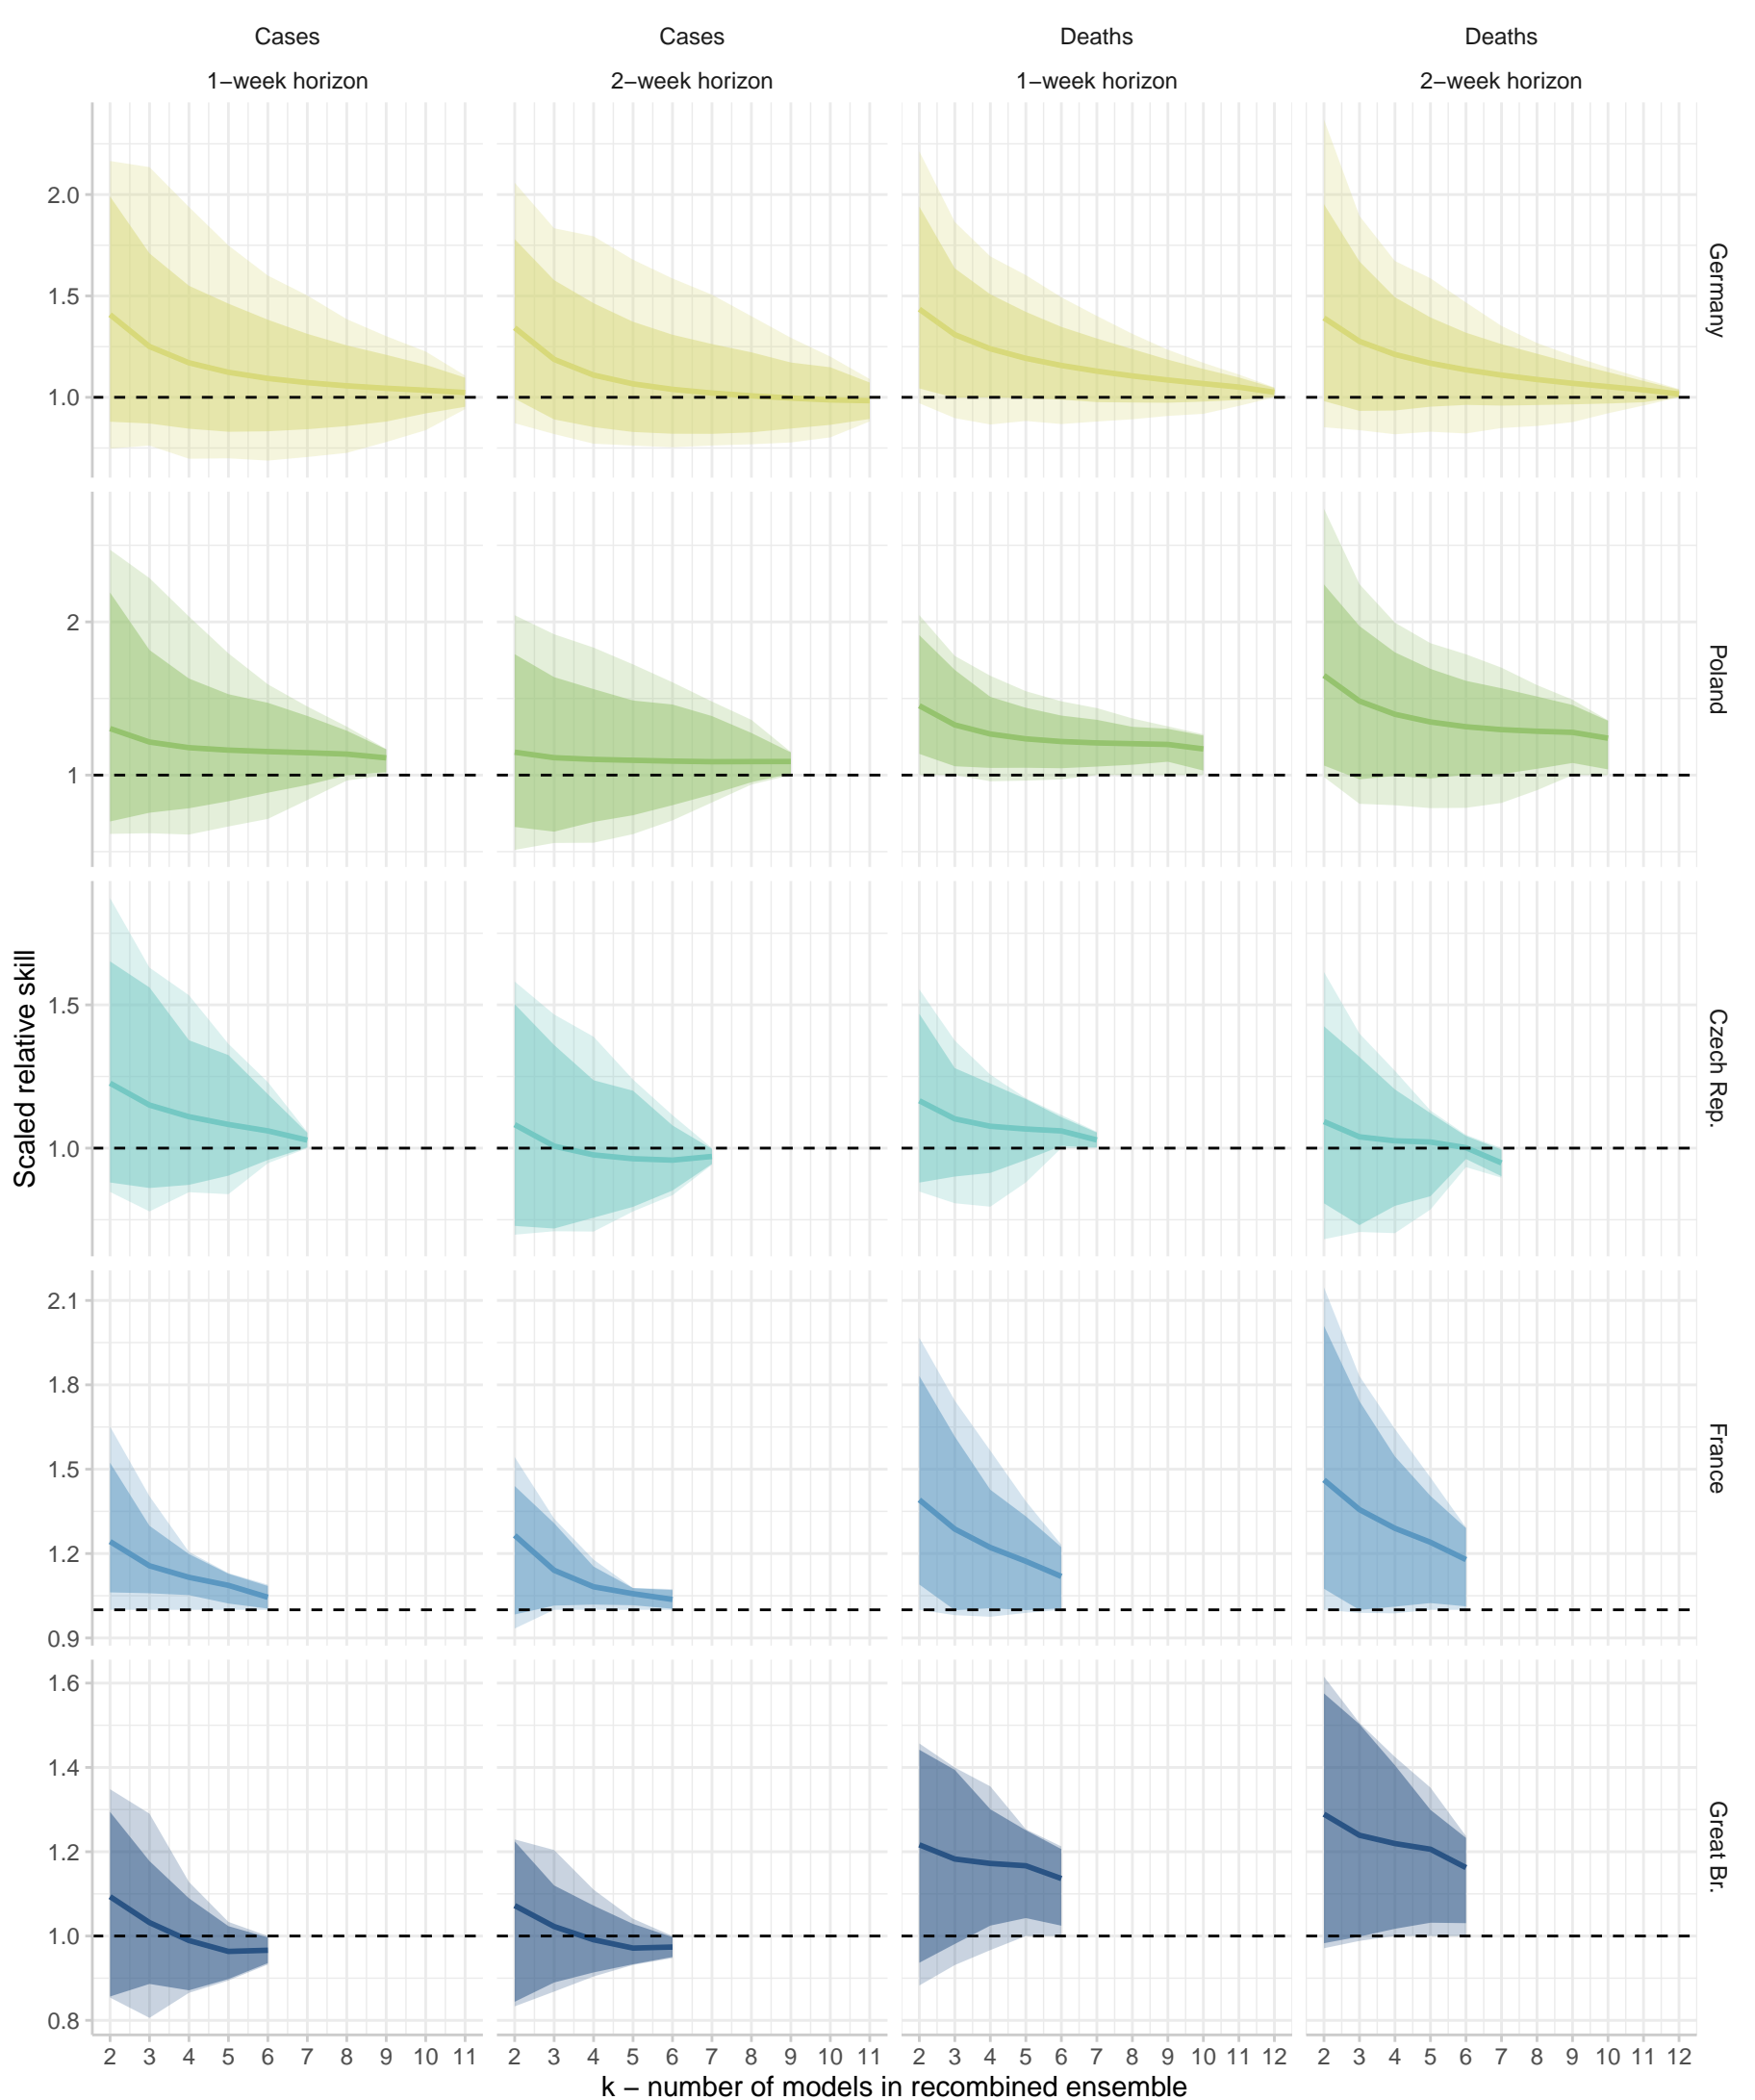 Cases Cases Deaths Deaths
1−week horizon 2−week horizon 1−week horizon 2−week horizon
2.0
1.5
1.0
Germany
2
1
Poland
1.5
1.0
Czech Rep.
2.1
1.8
1.5
1.2
0.9
France
1.6
1.4
1.2
1.0
0.8
Great Br.
Scaled relative skill
2 3 4 5 6 7 8 9 10 11 2 3 4 5 6 7 8 9 10 11 2 3 4 5 6 7 8 9 10 11 12 2 3 4 5 6 7 8 9 10 11 12
k − number of models in recombined ensemble